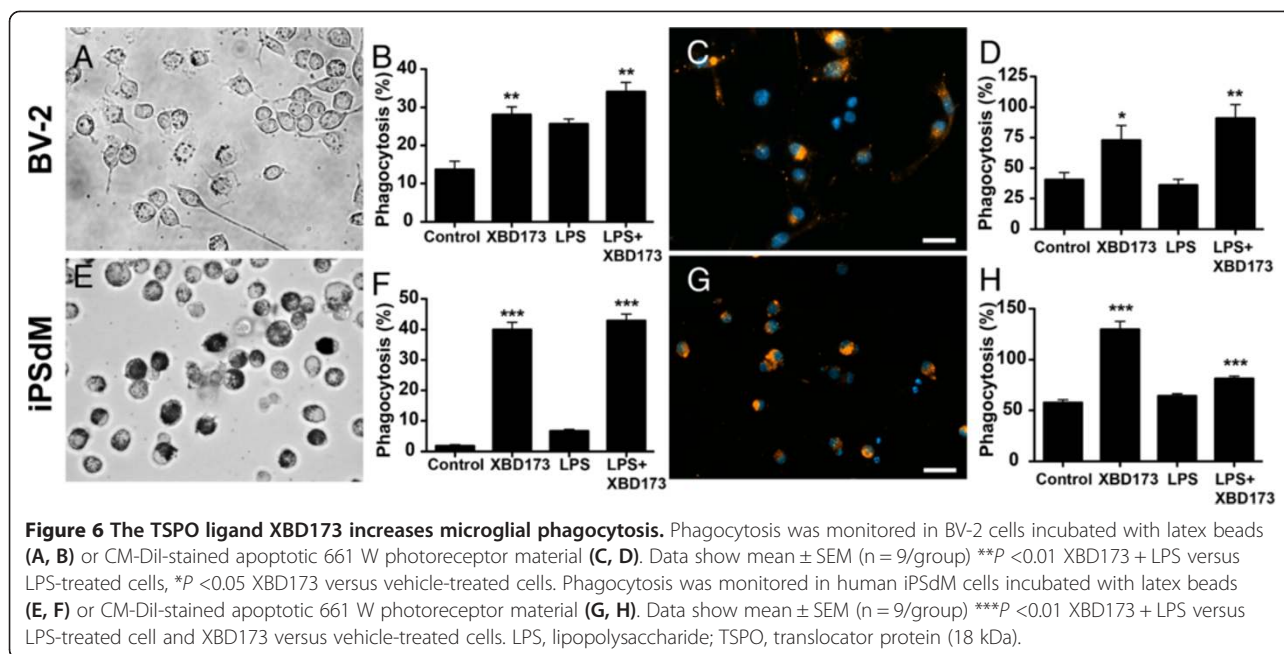 BV-2
A
B
Phagocytosis (%)
40
30
20
10
0
**
**
Control XBD173 LPS LPS+
XBD173
C
D
Phagocytosis (%)
125
100
75
50
25
0
*
**
Control XBD173 LPS LPS+
XBD173
iPSdM
E
F
Phagocytosis (%)
50
40
30
20
10
0
***
***
Control XBD173 LPS LPS+
XBD173
G
H
Phagocytosis (%)
150
100
50
0
***
***
Control XBD173 LPS LPS+
XBD173
Figure 6 The TSPO ligand XBD173 increases microglial phagocytosis. Phagocytosis was monitored in BV-2 cells incubated with latex beads
(A, B) or CM-DiI-stained apoptotic 661 W photoreceptor material (C, D). Data show mean ± SEM (n = 9/group) **P <0.01 XBD173 + LPS versus
LPS-treated cells, *P <0.05 XBD173 versus vehicle-treated cells. Phagocytosis was monitored in human iPSdM cells incubated with latex beads
(E, F) or CM-DiI-stained apoptotic 661 W photoreceptor material (G, H). Data show mean ± SEM (n = 9/group) ***P <0.01 XBD173 + LPS versus
LPS-treated cell and XBD173 versus vehicle-treated cells. LPS, lipopolysaccharide; TSPO, translocator protein (18 kDa).